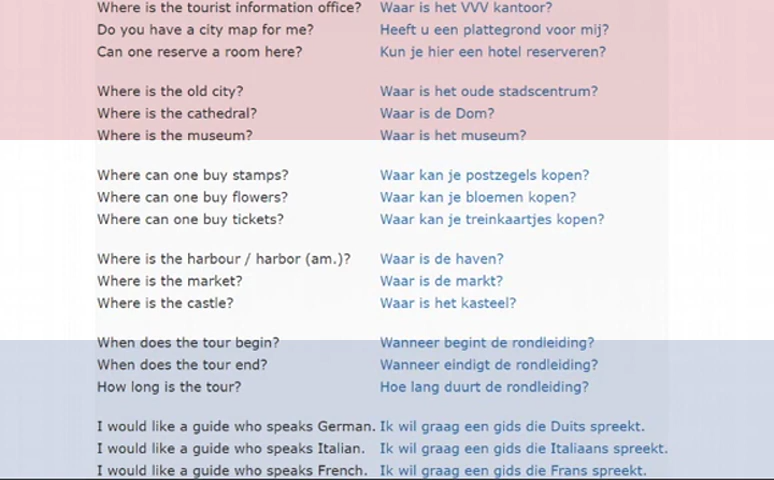 Where is the tourist information office? Waar is het VVV kantoor?
Do you have a city map for me? Heeft u een plattegrond voor mij?
Can one reserve a room here? Kun je hier een hotel reserveren?
Where is the old city? Waar is het oude stadscentrum?
Where is the cathedral? Waar is de Dom?
Where is the museum? Waar is het museum?
Where can one buy stamps? Waar kan je postzegels kopen?
Where can one buy flowers? Waar kan je bloemen kopen?
Where can one buy tickets? Waar kan je treinkaartjes kopen?
Where is the harbour / harbor (am.)? Waar is de haven?
Where is the market? Waar is de markt?
Where is the castle? Waar is het kasteel?
When does the tour begin? Wanneer begint de rondleiding?
When does the tour end? Wanneer eindigt de rondleiding?
How long is the tour? Hoe lang duurt de rondleiding?
I would like a guide who speaks German. Ik wil graag een gids die Duits spreekt.
I would like a guide who speaks Italian. Ik wil graag een gids die Italiaans spreekt.
I would like a guide who speaks French. Ik wil graag een gids die Frans spreekt.